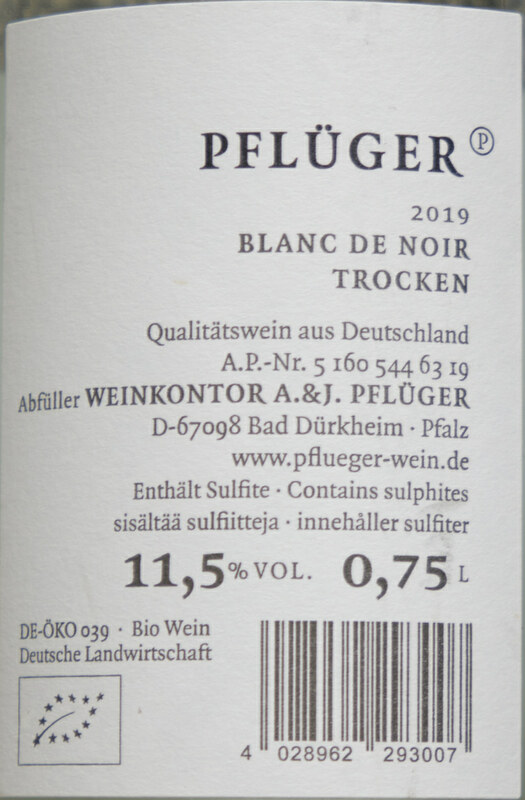 PFLÜGER Ⓟ
2019
BLANC DE NOIR
TROCKEN
Qualitätswein aus Deutschland
A.P.-Nr. 5 160 544 63 19
Abfüller WEINKONTOR A.&J. PFLÜGER
D-67098 Bad Dürkheim · Pfalz
www.pflueger-wein.de
Enthält Sulfite · Contains sulphites
sisältää sulfiitteja · innehåller sulfiter
11,5% VOL. 0,75 L
DE-ÖKO 039 · Bio Wein
Deutsche Landwirtschaft
4 028962 293007